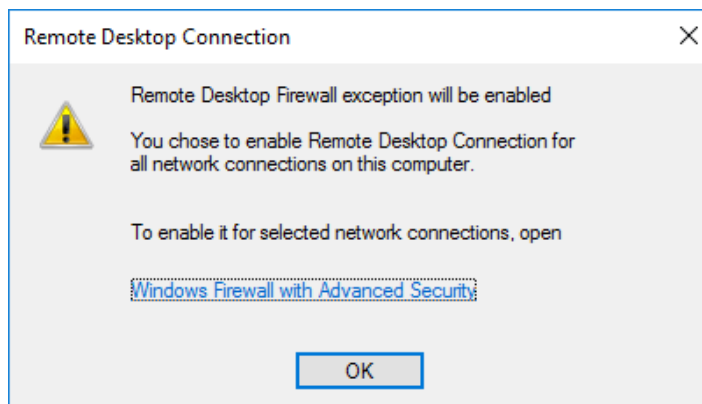 Remote Desktop Connection
Remote Desktop Firewall exception will be enabled
You chose to enable Remote Desktop Connection for
all network connections on this computer.
To enable it for selected network connections, open
Windows Firewall with Advanced Security
OK